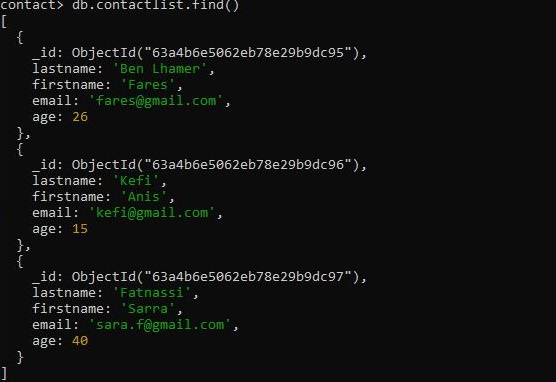 contact> db.contactlist.find()
[
  {
    _id: ObjectId("63a4b6e5062eb78e29b9dc95"),
    lastname: 'Ben Lhamer',
    firstname: 'Fares',
    email: 'fares@gmail.com',
    age: 26
  },
  {
    _id: ObjectId("63a4b6e5062eb78e29b9dc96"),
    lastname: 'Kefi',
    firstname: 'Anis',
    email: 'kefi@gmail.com',
    age: 15
  },
  {
    _id: ObjectId("63a4b6e5062eb78e29b9dc97"),
    lastname: 'Fatnassi',
    firstname: 'Sarra',
    email: 'sara.f@gmail.com',
    age: 40
  }
]